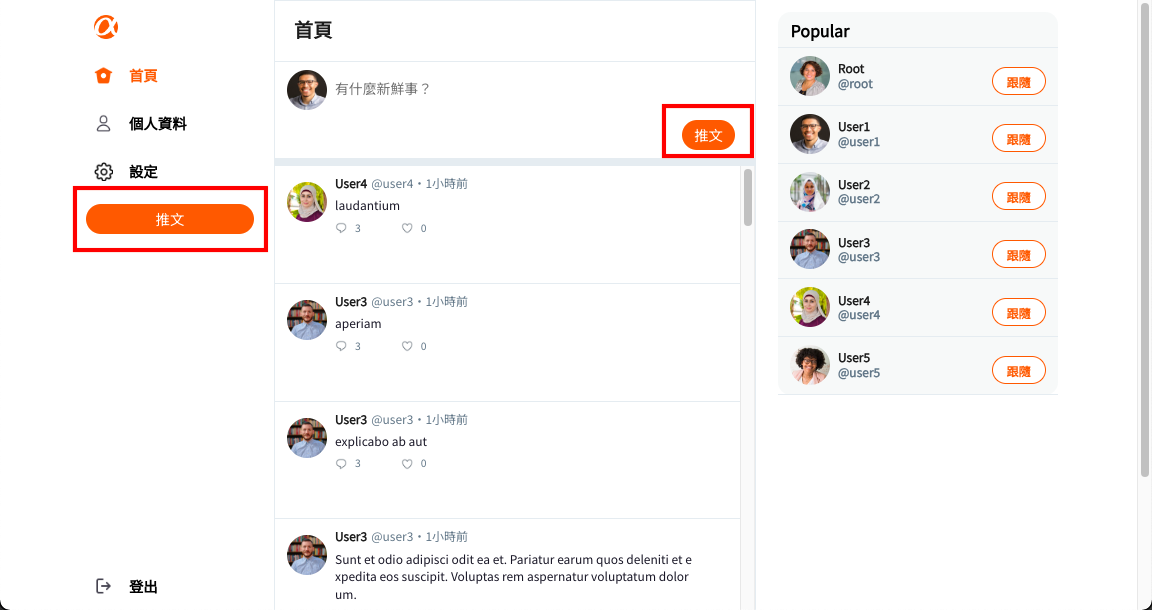 首頁
個人資料
設定
推文
登出
首頁
有什麼新鮮事？
推文
User4 @user4・1小時前
laudantium
3 0
User3 @user3・1小時前
aperiam
3 0
User3 @user3・1小時前
explicabo ab aut
3 0
User3 @user3・1小時前
Sunt et odio adipisci odit ea et. Pariatur earum quos deleniti et e
xpedita eos suscipit. Voluptas rem aspernatur voluptatum dolor
um.
Popular
Root
@root
跟隨
User1
@user1
跟隨
User2
@user2
跟隨
User3
@user3
跟隨
User4
@user4
跟隨
User5
@user5
跟隨